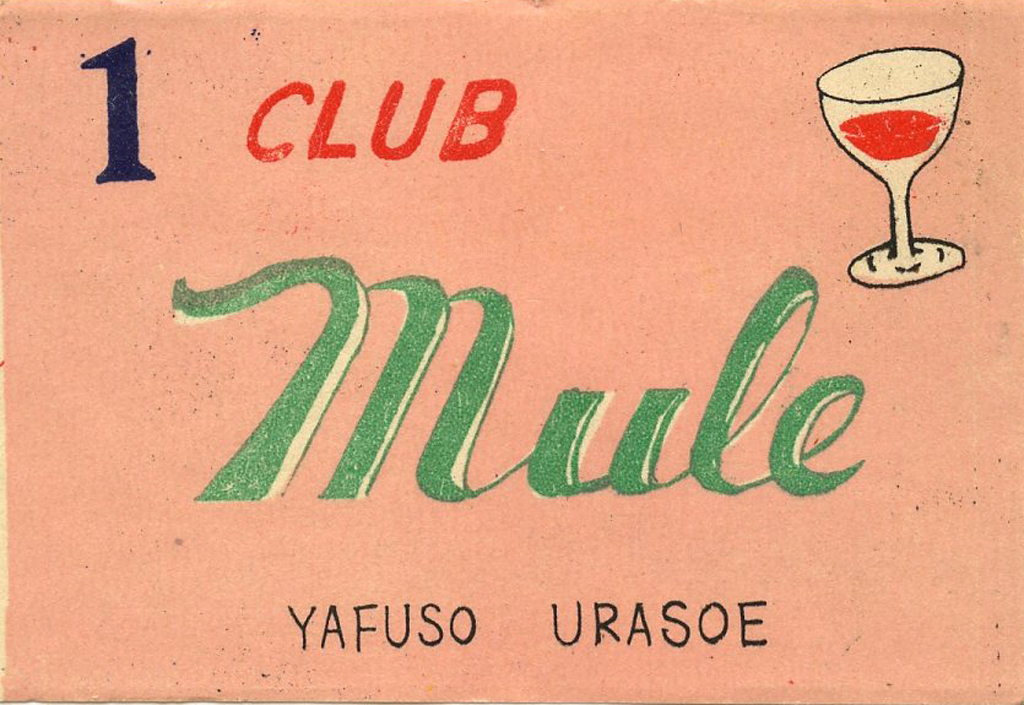 1 CLUB
Mule
YAFUSO URASOE